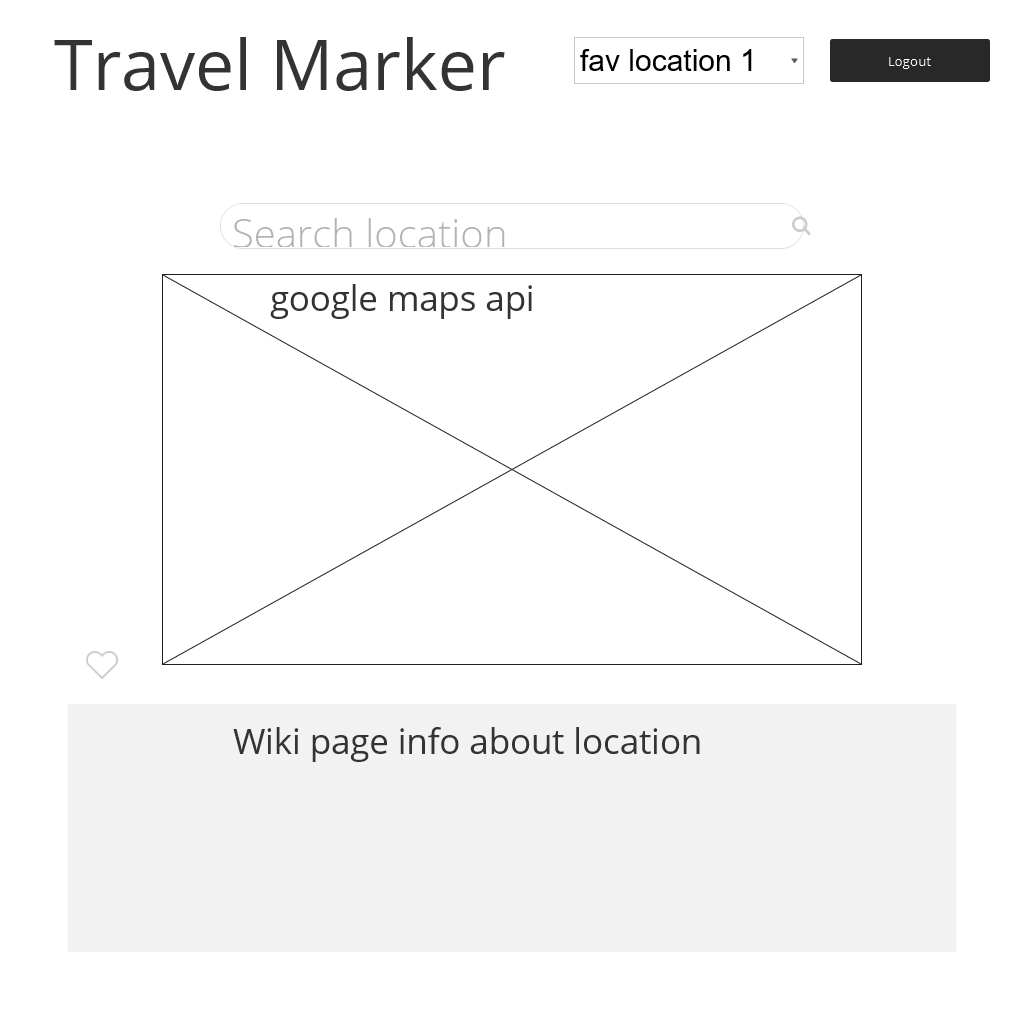 Travel Marker
fav location 1
Logout
Search location
google maps api
Wiki page info about location